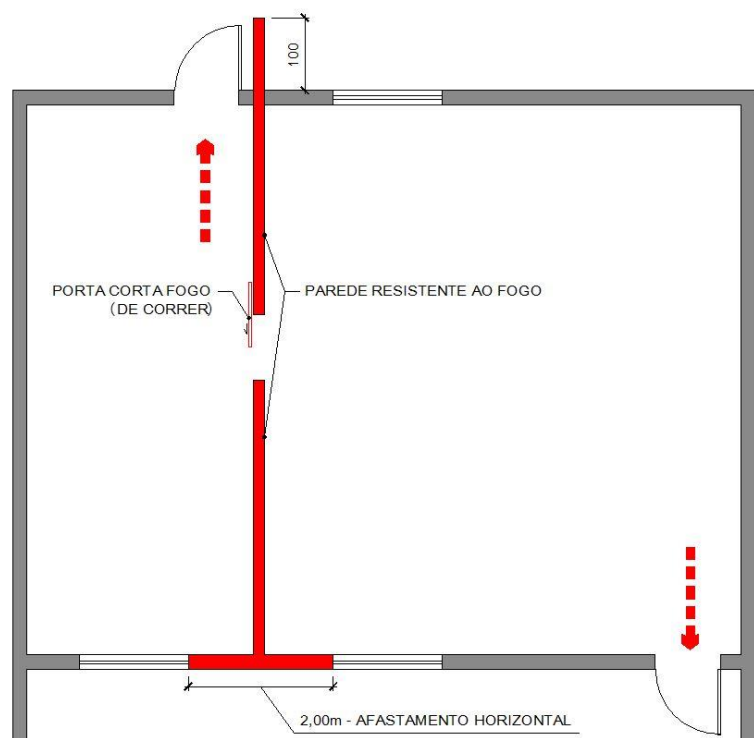 100
PORTA CORTA FOGO
(DE CORRER)
PAREDE RESISTENTE AO FOGO
2,00m - AFASTAMENTO HORIZONTAL